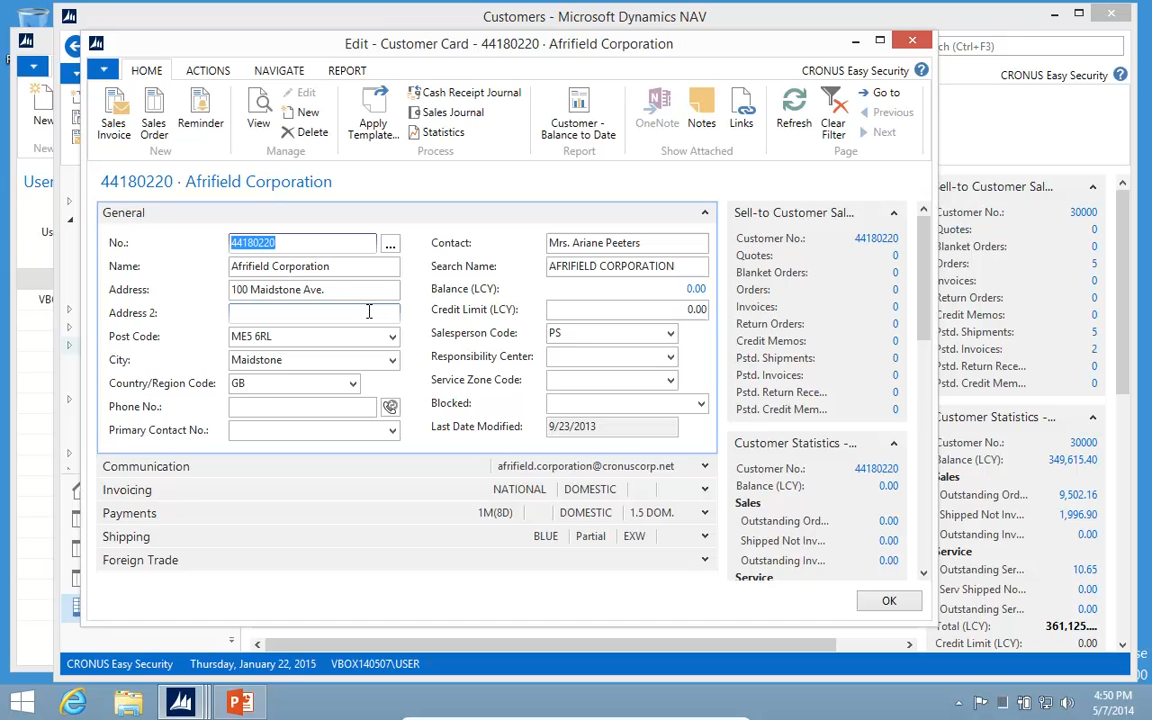 Customers - Microsoft Dynamics NAV
Edit - Customer Card - 44180220 · Afrifield Corporation
ch (Ctrl+F3)
HOME ACTIONS NAVIGATE REPORT CRONUS Easy Security
CRONUS Easy Security
Sales Invoice
Sales Order
Reminder
New
View
Edit
New
Delete
Manage
Apply Template...
Cash Receipt Journal
Sales Journal
Statistics
Process
Customer - Balance to Date
Report
OneNote
Notes
Links
Show Attached
Refresh
Clear Filter
Go to
Previous
Next
Page
New
New
User
Us
VBO
44180220 · Afrifield Corporation
General
No.: 44180220 ...
Name: Afrifield Corporation
Address: 100 Maidstone Ave.
Address 2:
Post Code: ME5 6RL
City: Maidstone
Country/Region Code: GB
Phone No.:
Primary Contact No.:
Contact: Mrs. Ariane Peeters
Search Name: AFRIFIELD CORPORATION
Balance (LCY): 0.00
Credit Limit (LCY): 0.00
Salesperson Code: PS
Responsibility Center:
Service Zone Code:
Blocked:
Last Date Modified: 9/23/2013
Communication afrifield.corporation@cronuscorp.net
Invoicing NATIONAL DOMESTIC
Payments 1M(8D) DOMESTIC 1.5 DOM.
Shipping BLUE Partial EXW
Foreign Trade
Sell-to Customer Sal...
Customer No.: 44180220
Quotes: 0
Blanket Orders: 0
Orders: 0
Invoices: 0
Return Orders: 0
Credit Memos: 0
Pstd. Shipments: 0
Pstd. Invoices: 0
Pstd. Return Rece... 0
Pstd. Credit Mem... 0
Customer Statistics -...
Customer No.: 44180220
Balance (LCY): 0.00
Sales
Outstanding Ord... 0.00
Shipped Not Inv... 0.00
Outstanding Inv... 0.00
Service
OK
Sell-to Customer Sal...
Customer No.: 30000
Quotes: 0
Blanket Orders: 0
Orders: 5
Invoices: 0
Return Orders: 0
Credit Memos: 0
Pstd. Shipments: 5
Pstd. Invoices: 2
Pstd. Return Rece... 0
Pstd. Credit Mem... 0
Customer Statistics -...
Customer No.: 30000
Balance (LCY): 349,615.40
Sales
Outstanding Ord... 9,502.16
Shipped Not Inv... 1,996.90
Outstanding Inv... 0.00
Service
Outstanding Se... 10.65
Serv Shipped No... 0.00
Outstanding Se... 0.00
Total (LCY) 361,125....
Credit Limit (LCY) 0.00
CRONUS Easy Security Thursday, January 22, 2015 VBOX140507\USER
se
00
4:50 PM
5/7/2014